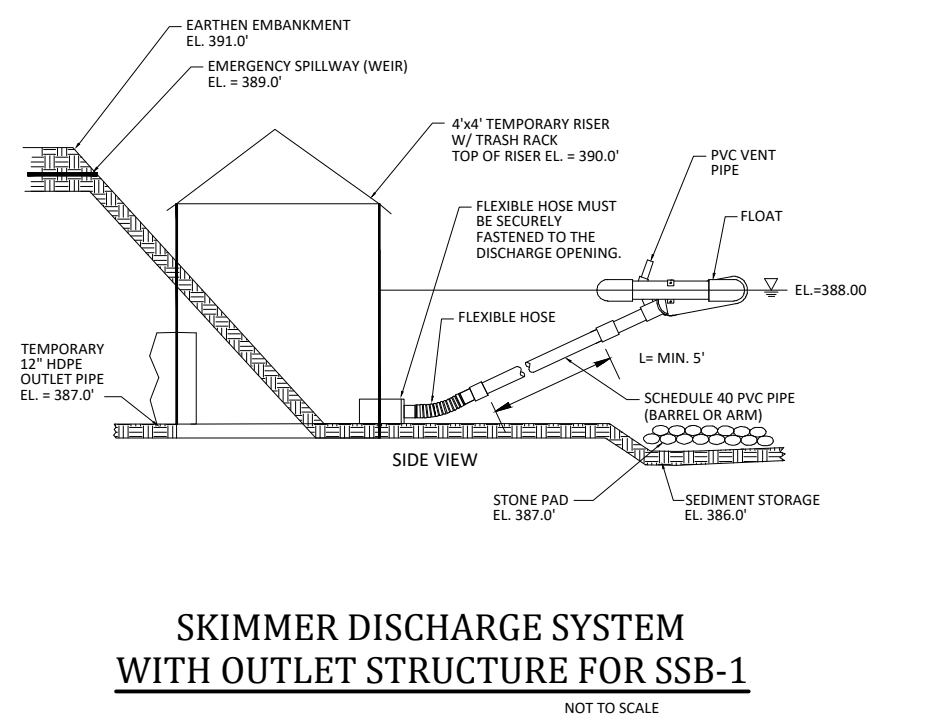 EARTHEN EMBANKMENT
EL. 391.0'
EMERGENCY SPILLWAY (WEIR)
EL. = 389.0'
4'x4' TEMPORARY RISER
W/ TRASH RACK
TOP OF RISER EL. = 390.0'
PVC VENT
PIPE
FLEXIBLE HOSE MUST
BE SECURELY
FASTENED TO THE
DISCHARGE OPENING.
FLOAT
EL.=388.00
FLEXIBLE HOSE
TEMPORARY
12" HDPE
OUTLET PIPE
EL. = 387.0'
L= MIN. 5'
SCHEDULE 40 PVC PIPE
(BARREL OR ARM)
SIDE VIEW
STONE PAD
EL. 387.0'
SEDIMENT STORAGE
EL. 386.0'
SKIMMER DISCHARGE SYSTEM
WITH OUTLET STRUCTURE FOR SSB-1
NOT TO SCALE